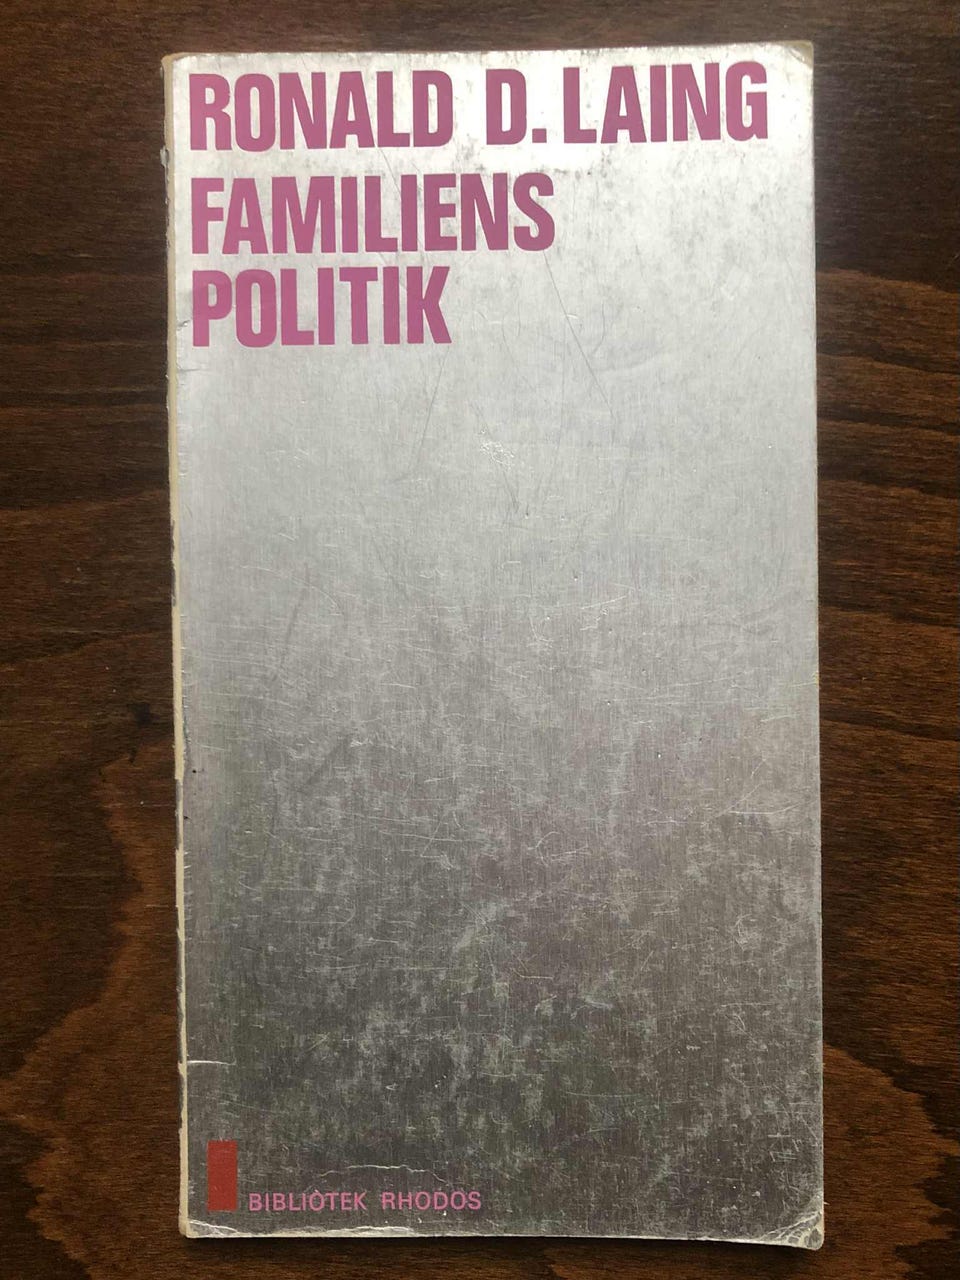 RONALD D. LAING
FAMILIENS
POLITIK
BIBLIOTEK RHODOS